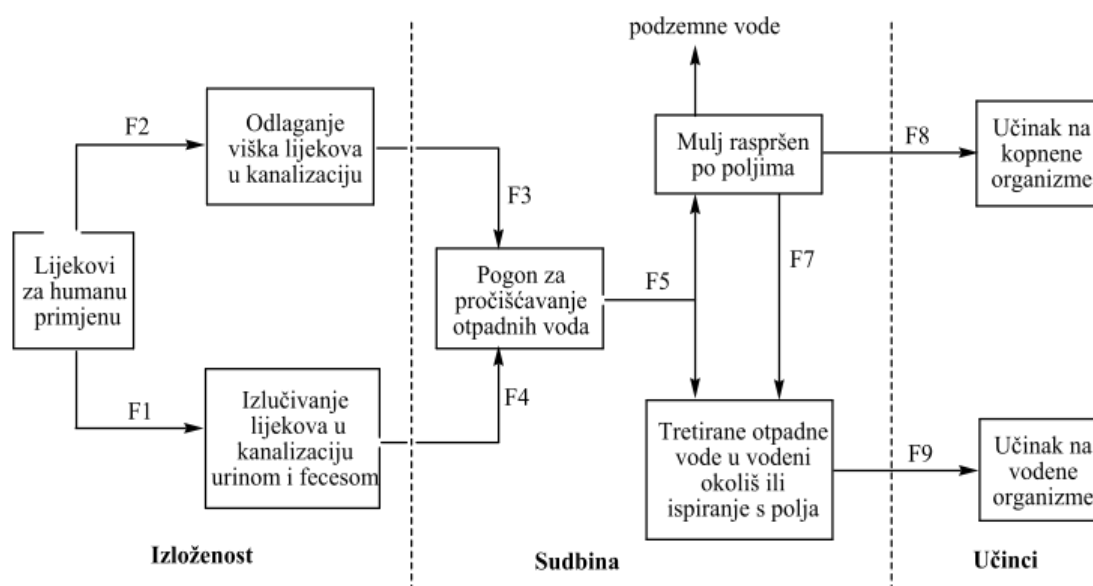 podzemne vode
F2
Odlaganje
viška lijekova
u kanalizaciju
F3
Mulj raspršen
po poljima
F8
Učinak na
kopnene
organizme
Lijekovi
za humanu
primjenu
Pogon za
pročišćavanje
otpadnih voda
F5
F7
F1
Izlučivanje
lijekova u
kanalizaciju
urinom i fecesom
F4
Tretirane otpadne
vode u vodeni
okoliš ili
ispiranje s polja
F9
Učinak na
vodene
organizme
Izloženost
Sudbina
Učinci